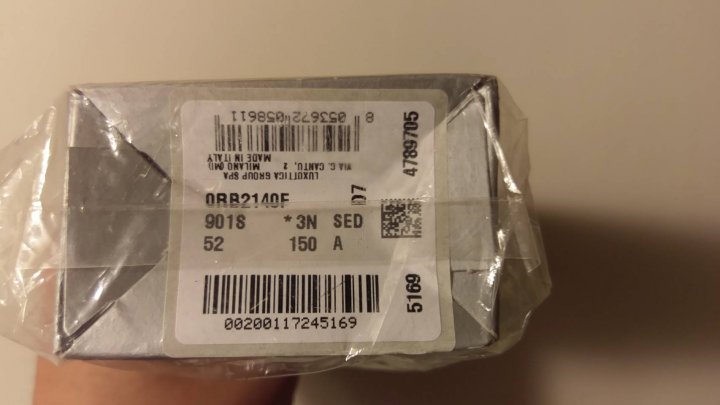 8 053672 058611
LUXOTTICA GROUP SPA
VIA C. CANTU, 2 MILANO (MI)
MADE IN ITALY
0RB2140F
D7
9018 *3N SED
52 150 A
4789705
5169
00200117245169